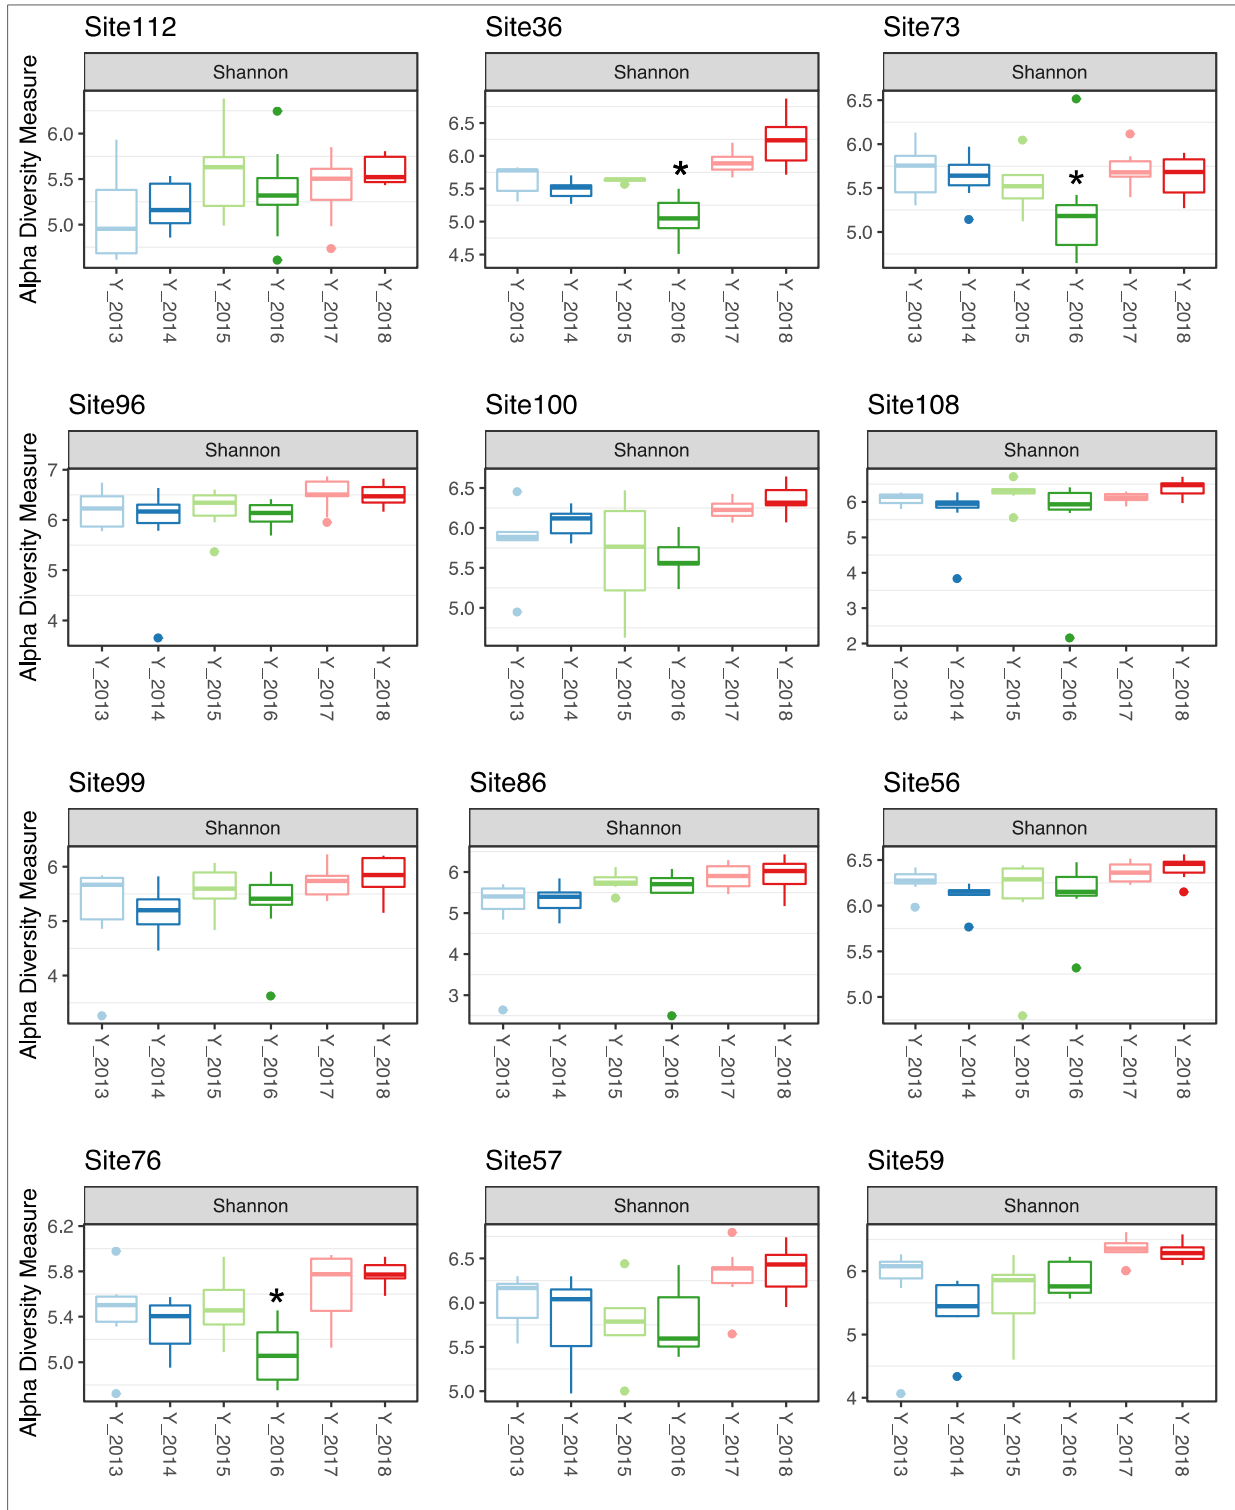 Site112 Site36 Site73
Shannon Shannon Shannon
Alpha Diversity Measure
6.0 5.5 5.0
6.5 6.0 5.5 5.0 4.5
6.5 6.0 5.5 5.0
* *
Y_2013 Y_2014 Y_2015 Y_2016 Y_2017 Y_2018
Y_2013 Y_2014 Y_2015 Y_2016 Y_2017 Y_2018
Y_2013 Y_2014 Y_2015 Y_2016 Y_2017 Y_2018
Site96 Site100 Site108
Shannon Shannon Shannon
Alpha Diversity Measure
7 6 5 4
6.5 6.0 5.5 5.0
6 5 4 3 2
Y_2013 Y_2014 Y_2015 Y_2016 Y_2017 Y_2018
Y_2013 Y_2014 Y_2015 Y_2016 Y_2017 Y_2018
Y_2013 Y_2014 Y_2015 Y_2016 Y_2017 Y_2018
Site99 Site86 Site56
Shannon Shannon Shannon
Alpha Diversity Measure
6 5 4
6 5 4 3
6.5 6.0 5.5 5.0
Y_2013 Y_2014 Y_2015 Y_2016 Y_2017 Y_2018
Y_2013 Y_2014 Y_2015 Y_2016 Y_2017 Y_2018
Y_2013 Y_2014 Y_2015 Y_2016 Y_2017 Y_2018
Site76 Site57 Site59
Shannon Shannon Shannon
Alpha Diversity Measure
6.2 5.8 5.4 5.0
6.5 6.0 5.5 5.0
6 5 4
*
Y_2013 Y_2014 Y_2015 Y_2016 Y_2017 Y_2018
Y_2013 Y_2014 Y_2015 Y_2016 Y_2017 Y_2018
Y_2013 Y_2014 Y_2015 Y_2016 Y_2017 Y_2018